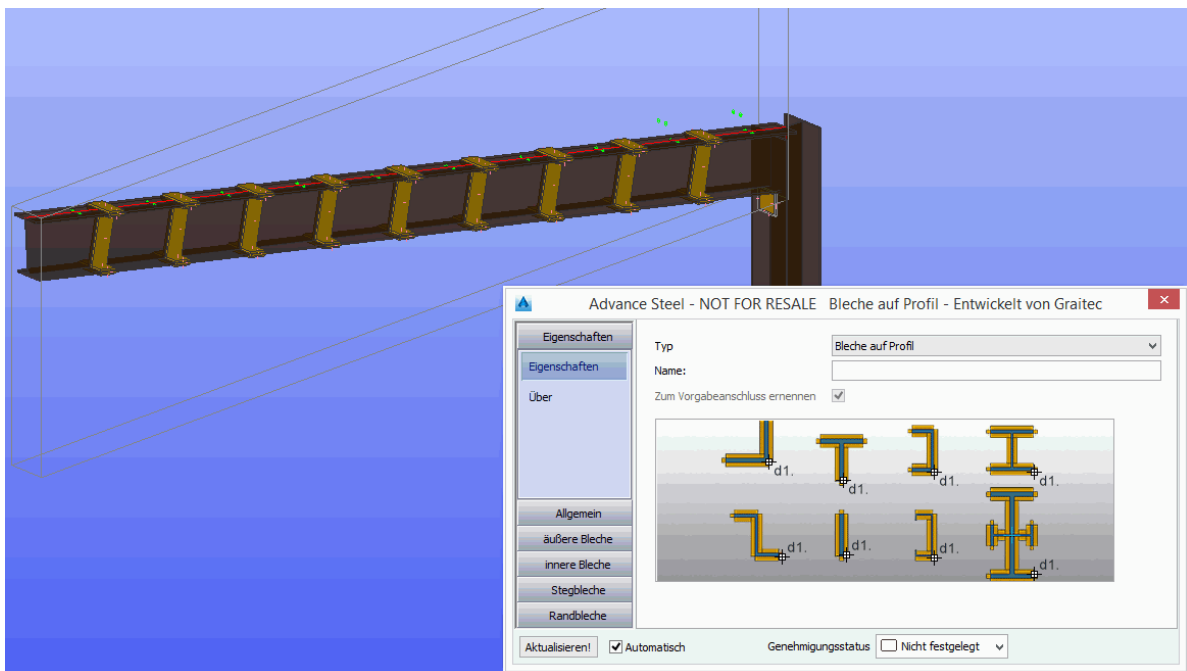 Advance Steel - NOT FOR RESALE Bleche auf Profil - Entwickelt von Graitec
Eigenschaften
Eigenschaften
Über
Allgemein
äußere Bleche
innere Bleche
Stegbleche
Randbleche
Typ
Bleche auf Profil
Name:
Zum Vorgabeanschluss ernennen
d1.
d1.
d1.
d1.
d1.
d1.
d1.
d1.
Aktualisieren!
Automatisch
Genehmigungsstatus
Nicht festgelegt